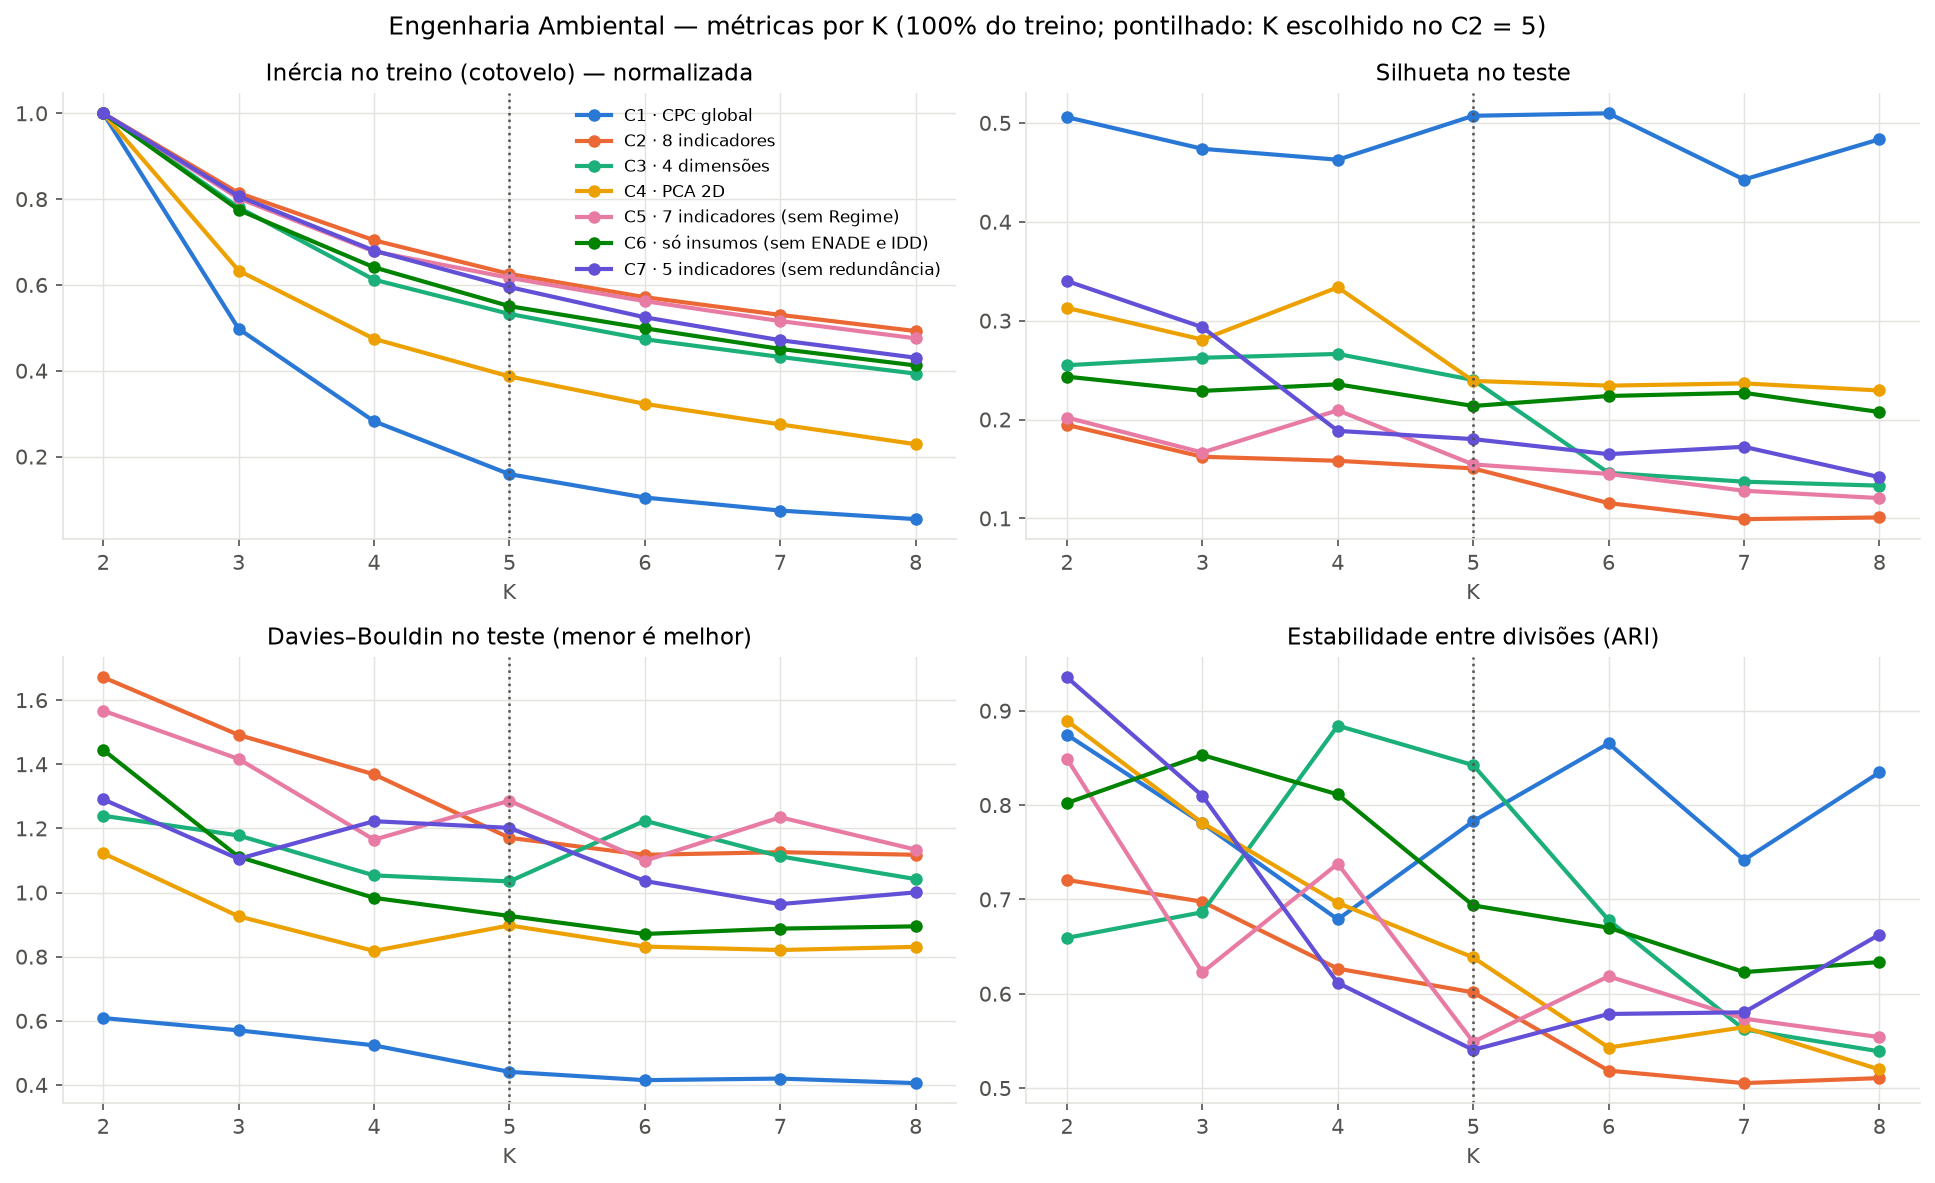 Engenharia Ambiental — métricas por K (100% do treino; pontilhado: K escolhido no C2 = 5)
Inércia no treino (cotovelo) — normalizada
1.0
0.8
0.6
0.4
0.2
C1 · CPC global
C2 · 8 indicadores
C3 · 4 dimensões
C4 · PCA 2D
C5 · 7 indicadores (sem Regime)
C6 · só insumos (sem ENADE e IDD)
C7 · 5 indicadores (sem redundância)
2 3 4 5 6 7 8
K
Silhueta no teste
0.5
0.4
0.3
0.2
0.1
2 3 4 5 6 7 8
K
Davies–Bouldin no teste (menor é melhor)
1.6
1.4
1.2
1.0
0.8
0.6
0.4
2 3 4 5 6 7 8
K
Estabilidade entre divisões (ARI)
0.9
0.8
0.7
0.6
0.5
2 3 4 5 6 7 8
K